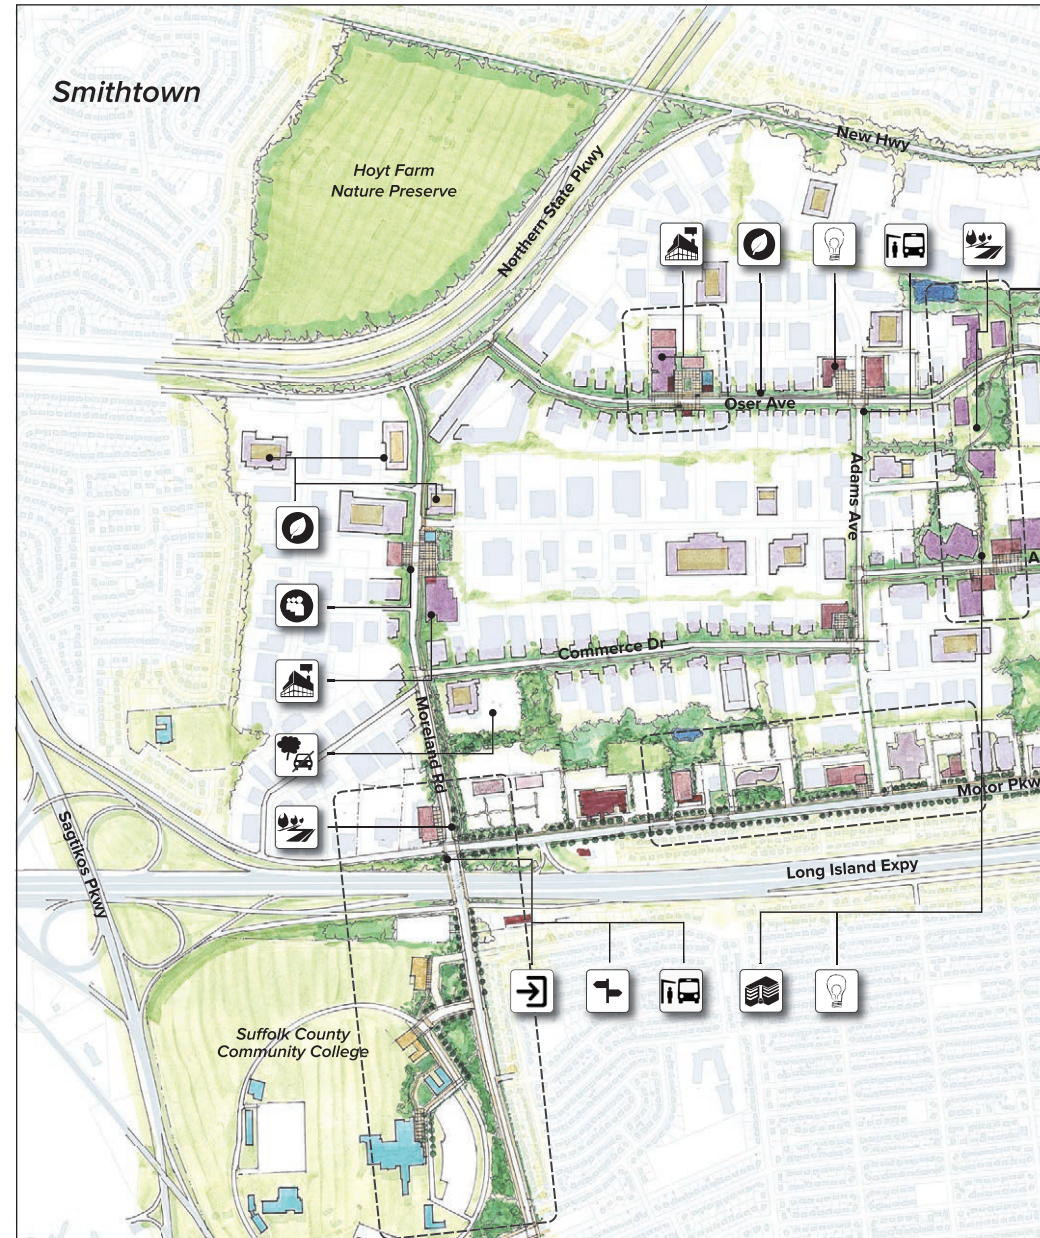 Smithtown
New Hwy
Hoyt Farm
Nature Preserve
Northern State Pkwy
Oser Ave
Adams Ave
A
Commerce Dr
Moreland Rd
Motor Pkw
Sagtikos Pkwy
Long Island Expy
Suffolk County
Community College